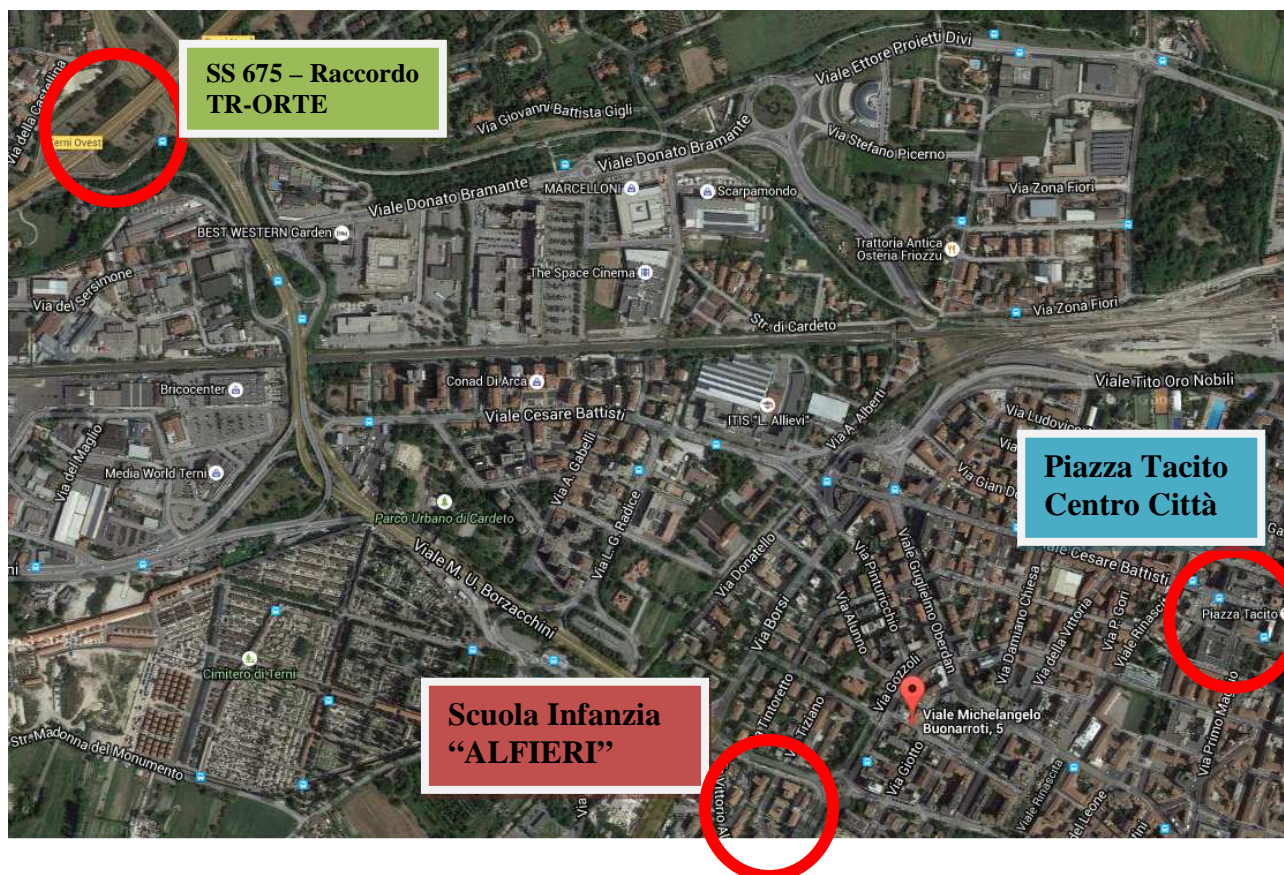 SS 675 – Raccordo
TR-ORTE
Terni Ovest
Via della Castellina
Via Giovanni Battista Gigli
Viale Ettore Proietti Divi
Viale Donato Bramante
Via Stefano Picerno
MARCELLONI
Scarpamondo
Via Zona Fiori
Viale Donato Bramante
BEST WESTERN Garden
Trattoria Antica
Osteria Friozzu
The Space Cinema
Via del Sersimone
Via Zona Fiori
Str. di Cardeto
Bricocenter
Conad Di Arca
Viale Tito Oro Nobili
Viale Cesare Battisti
ITIS "L. Allievi"
Via A. Alberti
Via Ludovico
Via del Maglio
Media World Terni
Via A. Gabelli
Via Gian Do
Piazza Tacito
Centro Città
Parco Urbano di Cardeto
Via L. G. Radice
Viale M. U. Borzacchini
Via Donatello
Via Pinturicchio
Viale Guglielmo Oberdan
Cesare Battisti
Via Borsi
Via Alunno
Via Damiano Chiesa
Via della Vittoria
Via P. Gori
Viale Rinascita
Piazza Tacito
Cimitero di Terni
Via Gozzoli
Scuola Infanzia
“ALFIERI”
Tintoretto
Tiziano
Viale Michelangelo
Buonarroti, 5
Via Primo Maggio
Str. Madonna del Monumento
Via Giotto
Viale Rinascita
Vittorio Al
del Leone